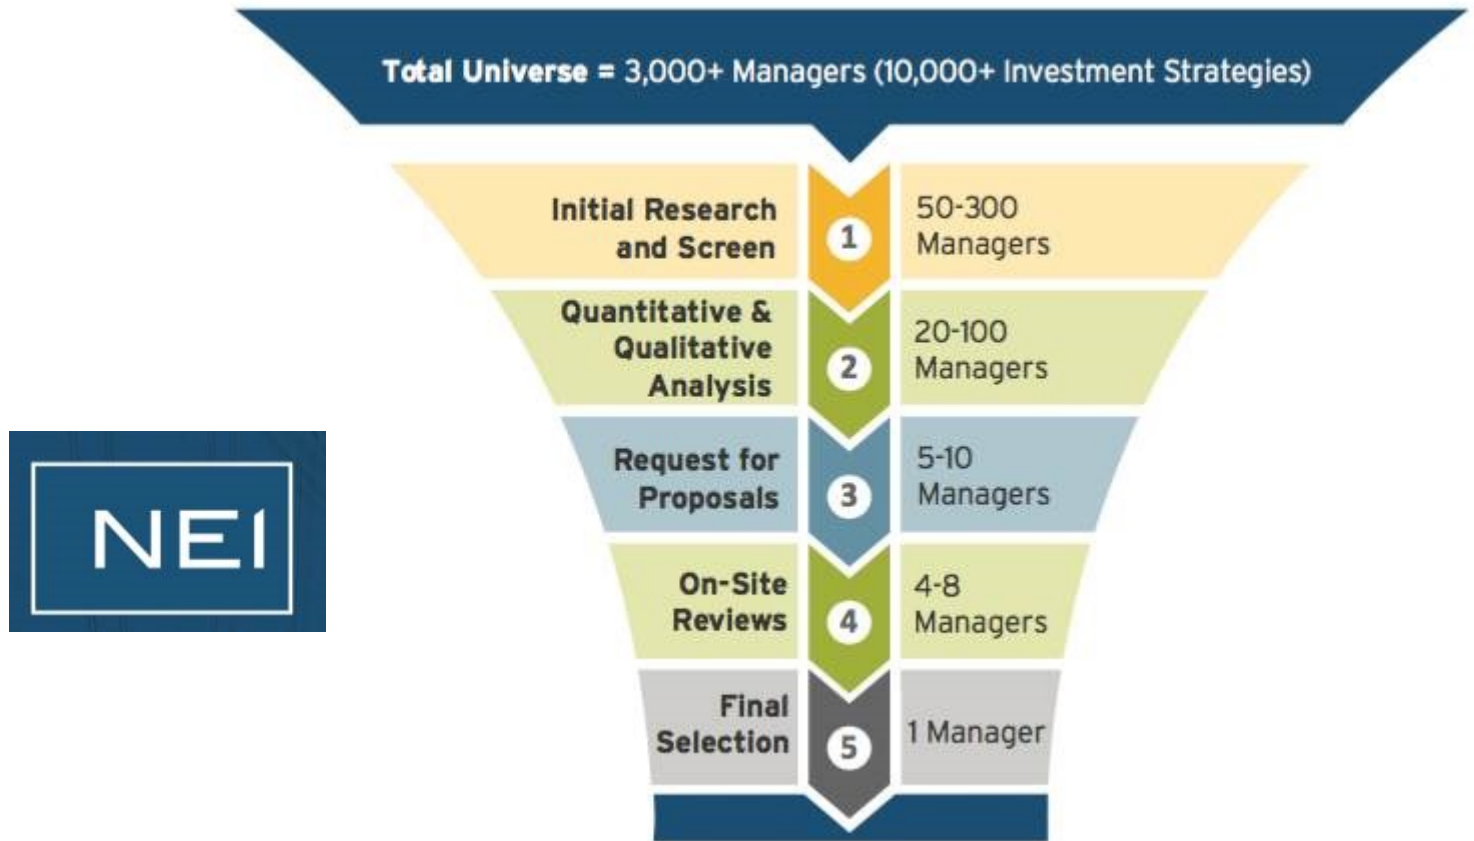 Total Universe = 3,000+ Managers (10,000+ Investment Strategies)
Initial Research
and Screen
1
50-300
Managers
Quantitative &
Qualitative
Analysis
2
20-100
Managers
Request for
Proposals
3
5-10
Managers
On-Site
Reviews
4
4-8
Managers
Final
Selection
5
1 Manager
NEI